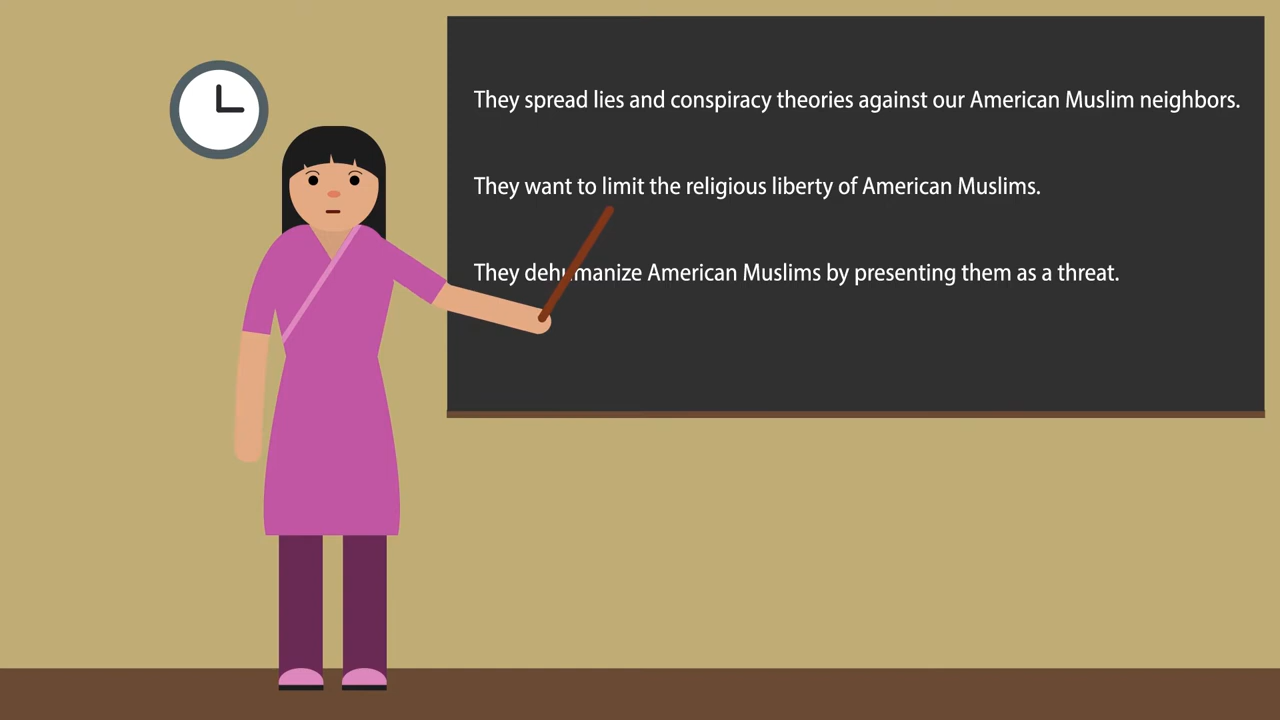 They spread lies and conspiracy theories against our American Muslim neighbors.
They want to limit the religious liberty of American Muslims.
They dehumanize American Muslims by presenting them as a threat.